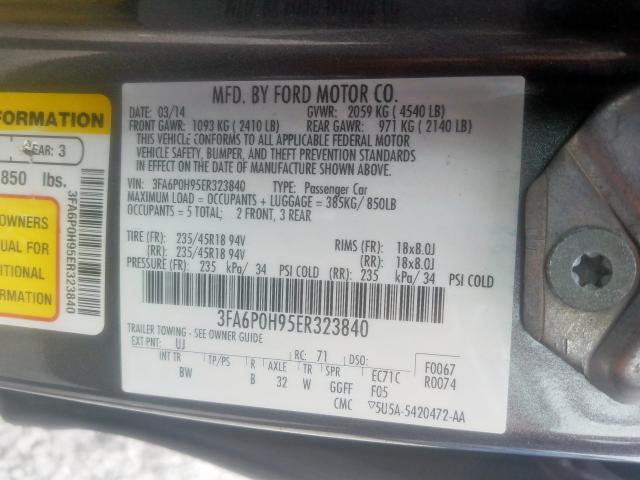 FORMATION
EAR: 3
850 lbs.
OWNERS
UAL FOR
ITIONAL
ORMATION
3FA6P0H95ER323840
MFD. BY FORD MOTOR CO.
DATE: 03/14 GVWR: 2059 KG ( 4540 LB)
FRONT GAWR: 1093 KG ( 2410 LB) REAR GAWR: 971 KG ( 2140 LB)
THIS VEHICLE CONFORMS TO ALL APPLICABLE FEDERAL MOTOR
VEHICLE SAFETY, BUMPER, AND THEFT PREVENTION STANDARDS
IN EFFECT ON THE DATE OF MANUFACTURE SHOWN ABOVE.
VIN: 3FA6P0H95ER323840 TYPE: Passenger Car
MAXIMUM LOAD = OCCUPANTS + LUGGAGE = 385KG/850LB
OCCUPANTS = 5 TOTAL; 2 FRONT, 3 REAR
TIRE (FR): 235/45R18 94V RIMS (FR): 18x8.0J
(RR): 235/45R18 94V (RR): 18x8.0J
PRESSURE (FR): 235 kPa/ 34 PSI COLD (RR): 235 kPa/ 34 PSI COLD
3FA6P0H95ER323840
TRAILER TOWING - SEE OWNER GUIDE
EXT PNT: UJ RC: 71 DSO: F0067
INT TR TP/PS R AXLE TR SPR EC71C R0074
BW B 32 W GGFF F05
CMC ▽5U5A-5420472-AA